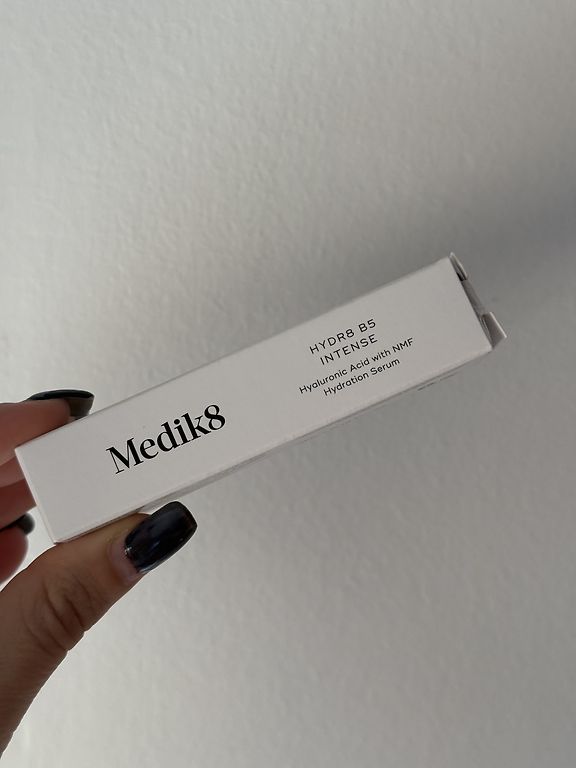 Medik8
HYDR8 B5
INTENSE
Hyaluronic Acid with NMF
Hydration Serum